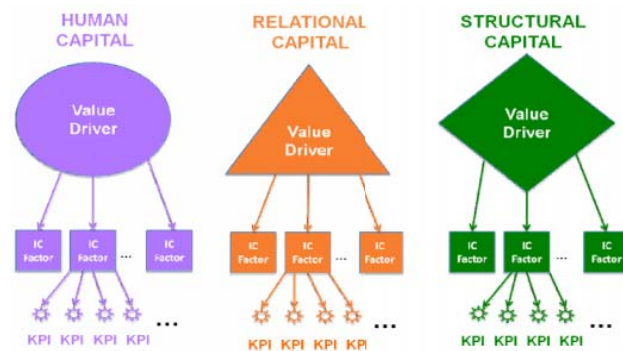 HUMAN
CAPITAL
Value
Driver
IC
Factor
IC
Factor
...
IC
Factor
KPI KPI KPI KPI ...
RELATIONAL
CAPITAL
Value
Driver
IC
Factor
IC
Factor
...
IC
Factor
KPI KPI KPI KPI ...
STRUCTURAL
CAPITAL
Value
Driver
IC
Factor
IC
Factor
...
IC
Factor
KPI KPI KPI KPI ...